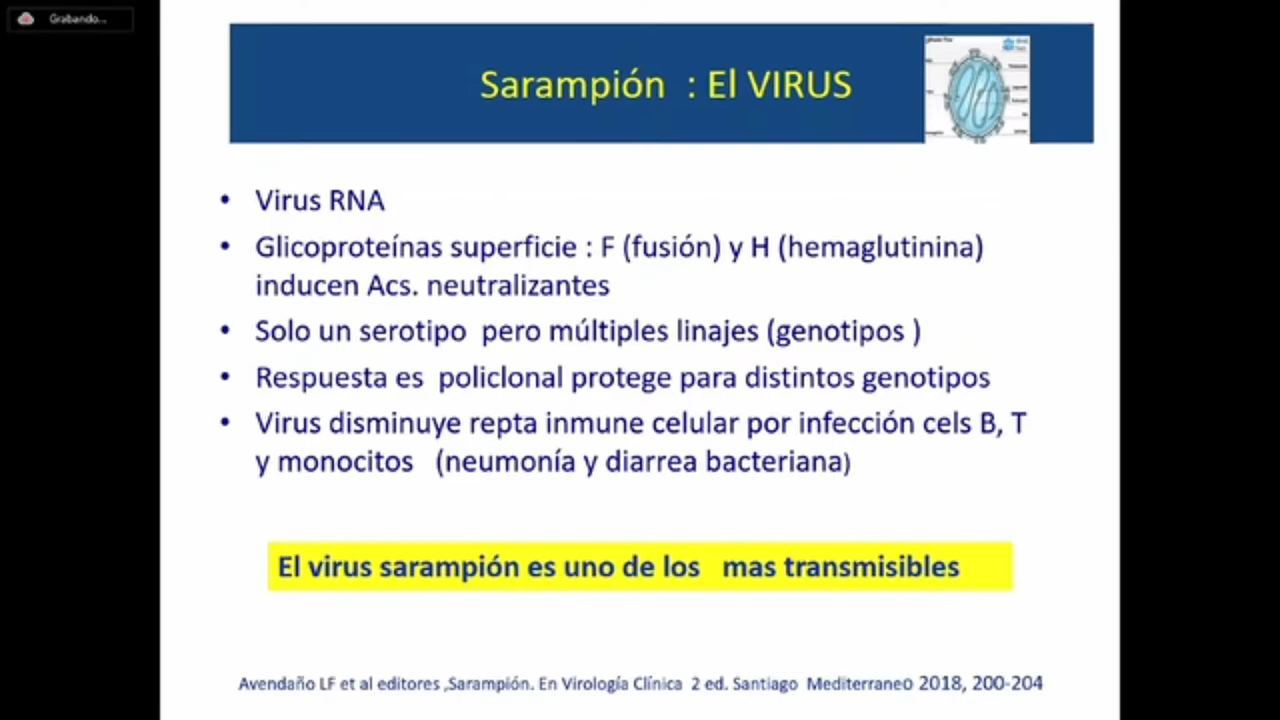 Grabando...
Sarampión : El VIRUS
• Virus RNA
• Glicoproteínas superficie : F (fusión) y H (hemaglutinina)
inducen Acs. neutralizantes
• Solo un serotipo pero múltiples linajes (genotipos )
• Respuesta es policlonal protege para distintos genotipos
• Virus disminuye repta inmune celular por infección cels B, T
y monocitos (neumonía y diarrea bacteriana)
El virus sarampión es uno de los mas transmisibles
Avendaño LF et al editores ,Sarampión. En Virología Clínica 2 ed. Santiago Mediterraneo 2018, 200-204